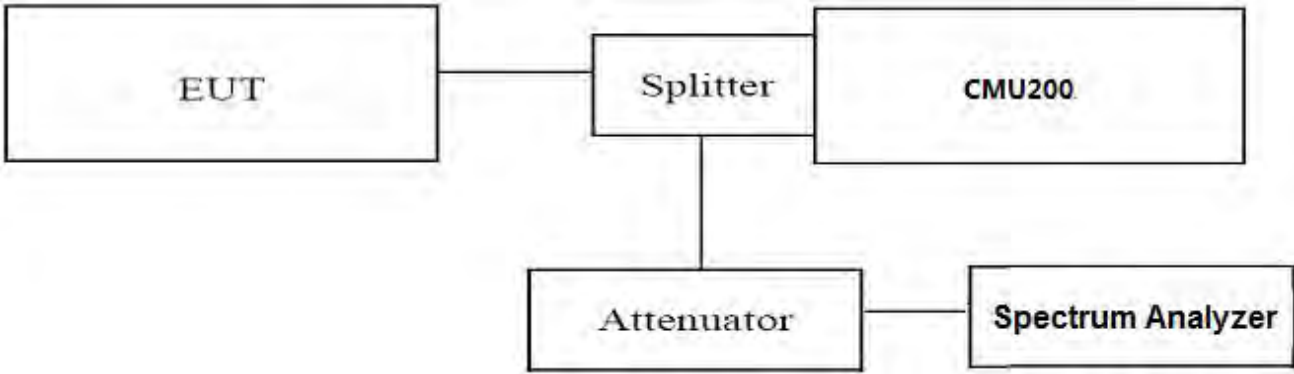 EUT
Splitter
CMU200
Attenuator
Spectrum Analyzer